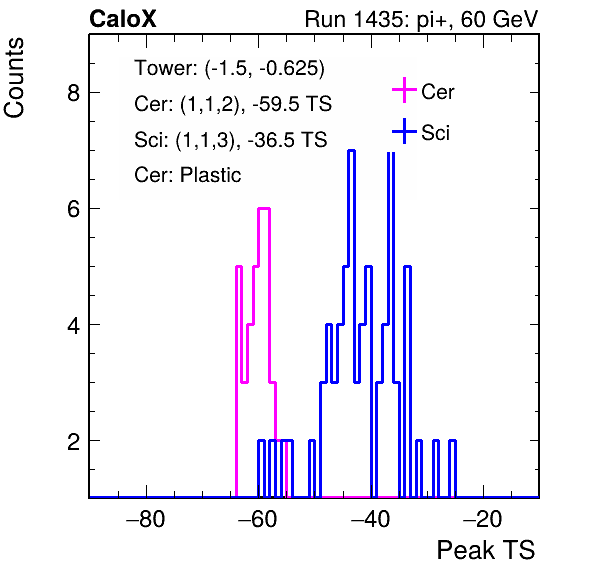 CaloX Run 1435: pi+, 60 GeV
Counts
Tower: (-1.5, -0.625)
Cer: (1,1,2), -59.5 TS
Sci: (1,1,3), -36.5 TS
Cer: Plastic
Cer
Sci
8
6
4
2
−80 −60 −40 −20
Peak TS